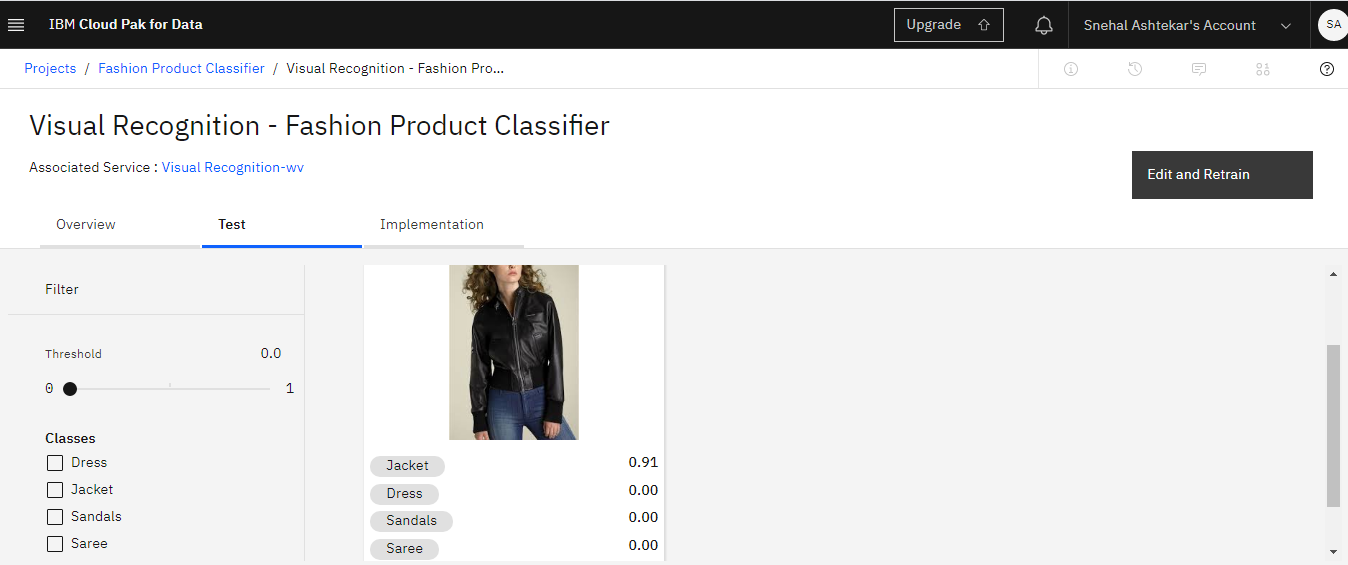 IBM Cloud Pak for Data
Upgrade
Snehal Ashtekar's Account
SA
Projects / Fashion Product Classifier / Visual Recognition - Fashion Pro...
Visual Recognition - Fashion Product Classifier
Associated Service : Visual Recognition-wv
Edit and Retrain
Overview
Test
Implementation
Filter
Threshold 0.0
0 1
Classes
Dress
Jacket
Sandals
Saree
Jacket 0.91
Dress 0.00
Sandals 0.00
Saree 0.00